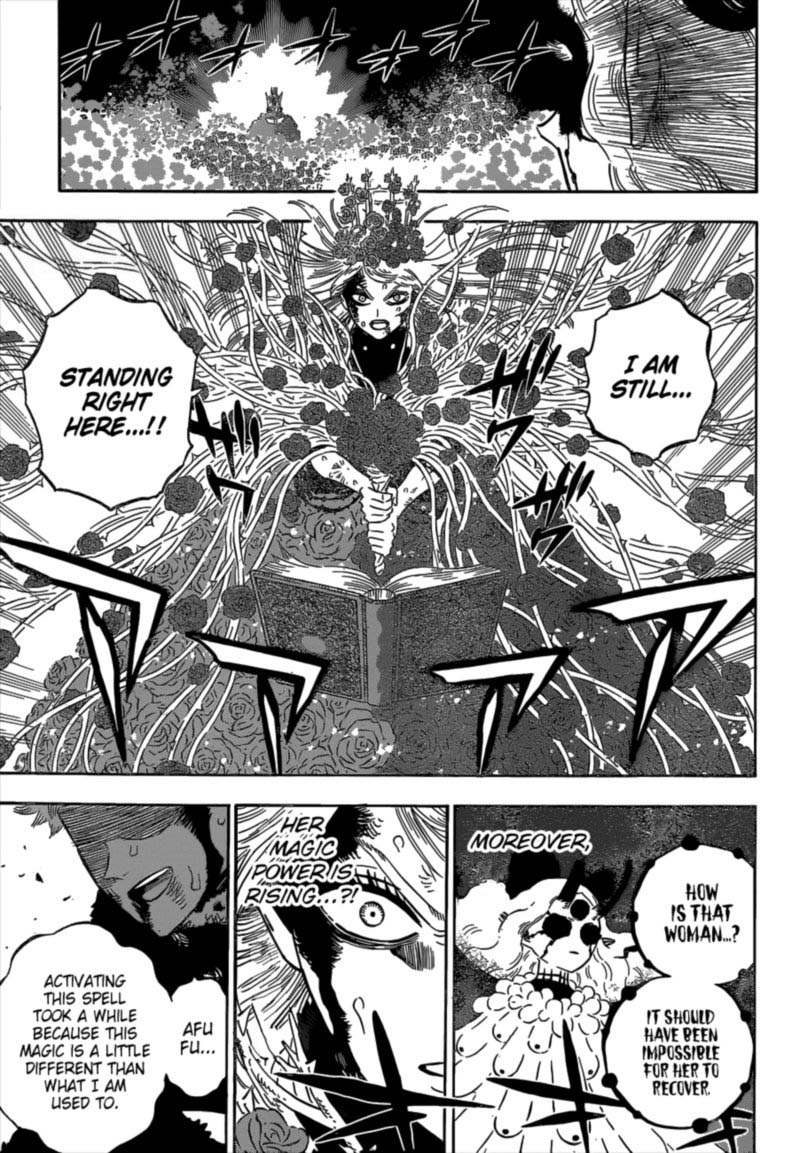 I AM
STILL...
STANDING
RIGHT
HERE...!!
HOW
IS THAT
WOMAN...?
IT SHOULD
HAVE BEEN
IMPOSSIBLE
FOR HER TO
RECOVER.
MOREOVER,
HER
MAGIC
POWER IS
RISING...?!
AFU
FU...
ACTIVATING
THIS SPELL
TOOK A WHILE
BECAUSE THIS
MAGIC IS A LITTLE
DIFFERENT THAN
WHAT I AM
USED TO.